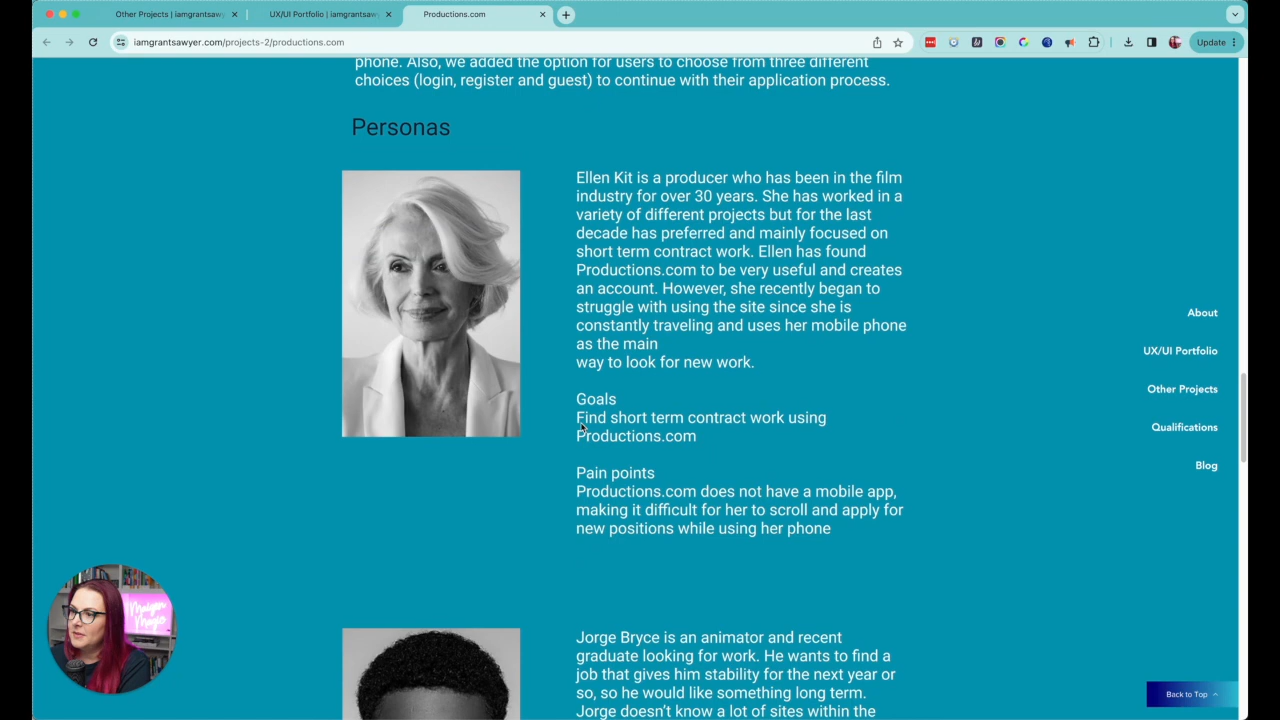 Other Projects | iamgrantsawy
UX/UI Portfolio | iamgrantsaw
Productions.com
iamgrantsawyer.com/projects-2/productions.com
Update
phone. Also, we added the option for users to choose from three different
choices (login, register and guest) to continue with their application process.
Personas
Ellen Kit is a producer who has been in the film
industry for over 30 years. She has worked in a
variety of different projects but for the last
decade has preferred and mainly focused on
short term contract work. Ellen has found
Productions.com to be very useful and creates
an account. However, she recently began to
struggle with using the site since she is
constantly traveling and uses her mobile phone
as the main
way to look for new work.
Goals
Find short term contract work using
Productions.com
Pain points
Productions.com does not have a mobile app,
making it difficult for her to scroll and apply for
new positions while using her phone
Jorge Bryce is an animator and recent
graduate looking for work. He wants to find a
job that gives him stability for the next year or
so, so he would like something long term.
Jorge doesn't know a lot of sites within the
About
UX/UI Portfolio
Other Projects
Qualifications
Blog
Back to Top